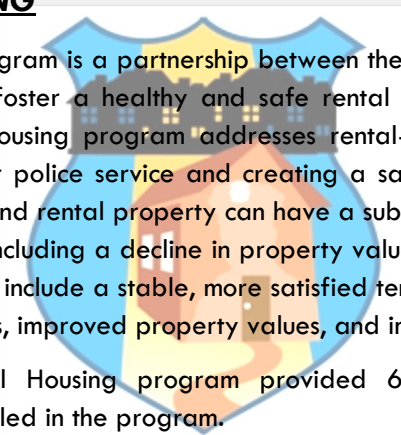 NG
gram is a partnership between the
foster a healthy and safe rental
ousing program addresses rental-
police service and creating a sa
nd rental property can have a sub
ncluding a decline in property valu
include a stable, more satisfied te
, improved property values, and i
l Housing program provided 6
led in the program.